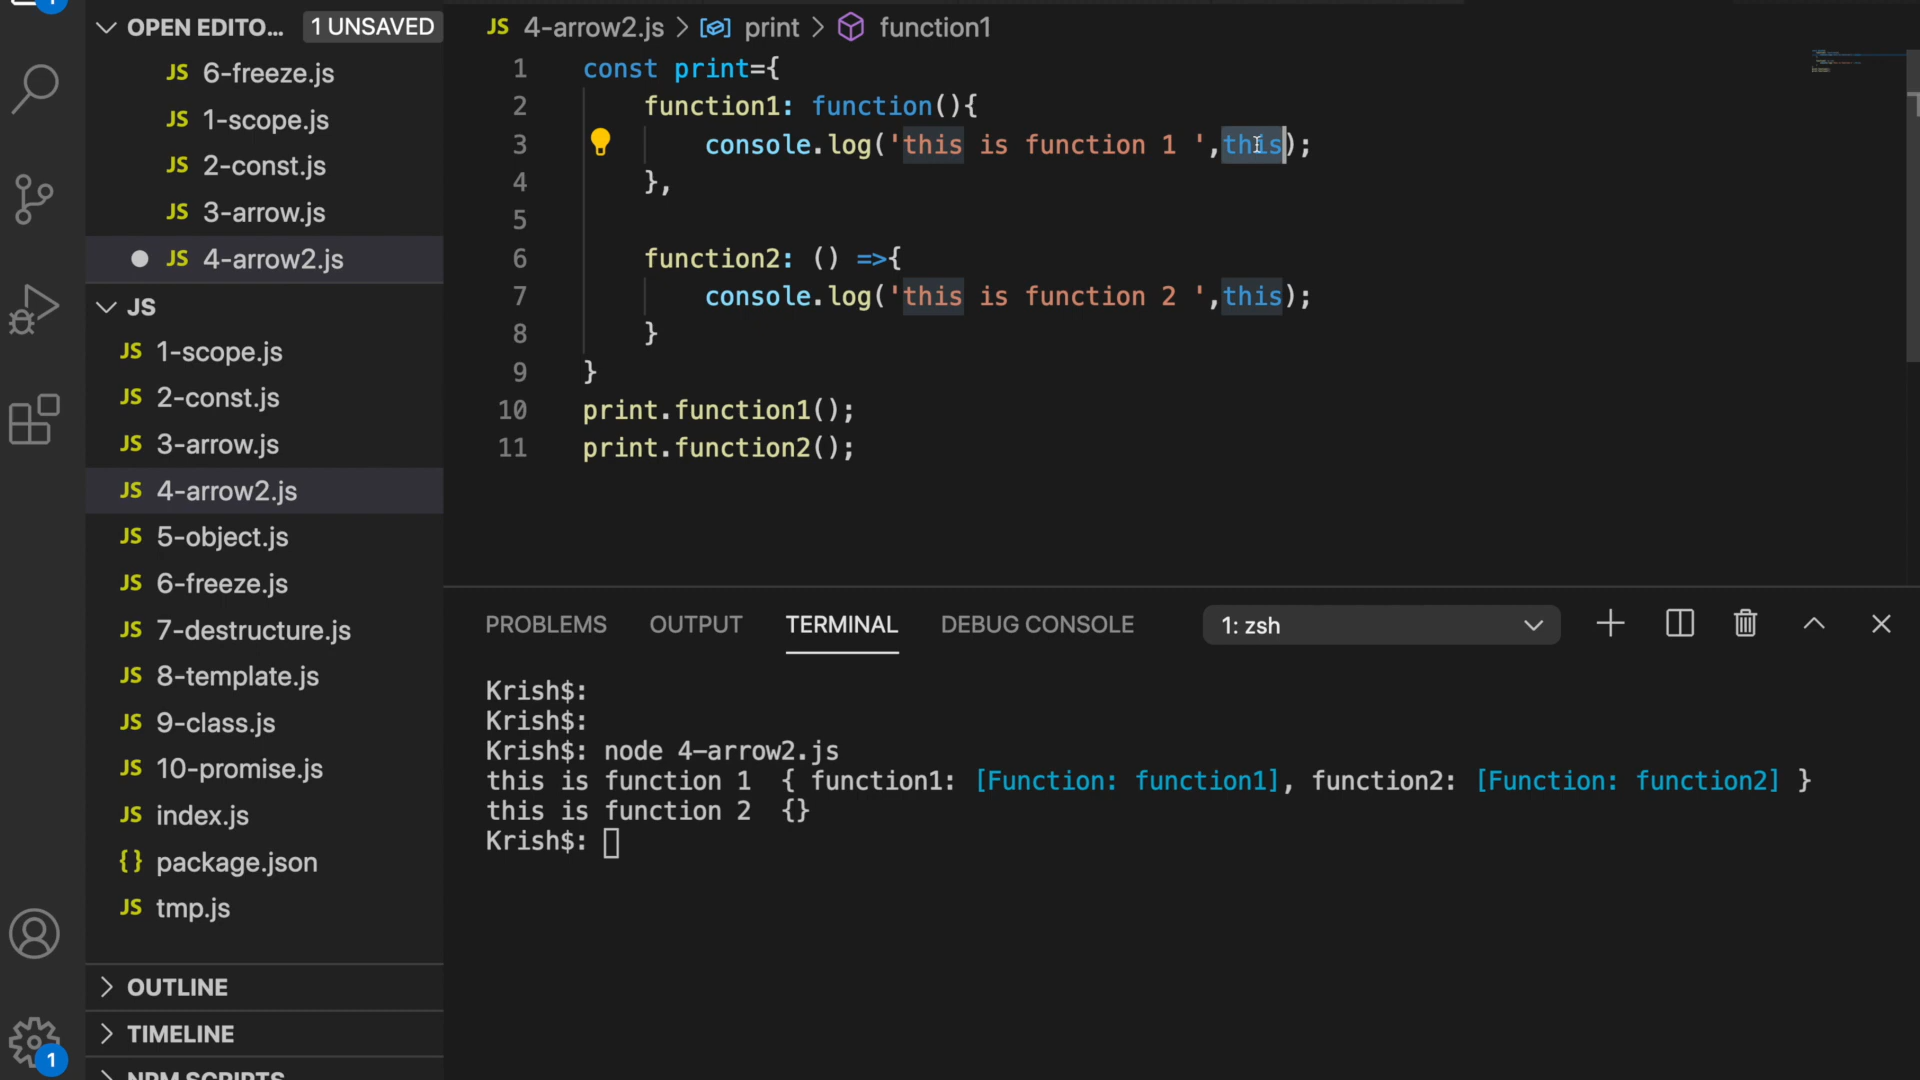 OPEN EDITO... 1 UNSAVED
JS 6-freeze.js
JS 1-scope.js
JS 2-const.js
JS 3-arrow.js
JS 4-arrow2.js
JS
JS 1-scope.js
JS 2-const.js
JS 3-arrow.js
JS 4-arrow2.js
JS 5-object.js
JS 6-freeze.js
JS 7-destructure.js
JS 8-template.js
JS 9-class.js
JS 10-promise.js
JS index.js
{} package.json
JS tmp.js
OUTLINE
TIMELINE
NPM SCRIPTS
1
JS 4-arrow2.js > print > function1
1 const print={
2 function1: function(){
3 console.log('this is function 1 ',this);
4 },
5
6 function2: () =>{
7 console.log('this is function 2 ',this);
8 }
9 }
10 print.function1();
11 print.function2();
PROBLEMS OUTPUT TERMINAL DEBUG CONSOLE 1: zsh
Krish$:
Krish$:
Krish$: node 4-arrow2.js
this is function 1  { function1: [Function: function1], function2: [Function: function2] }
this is function 2  {}
Krish$: